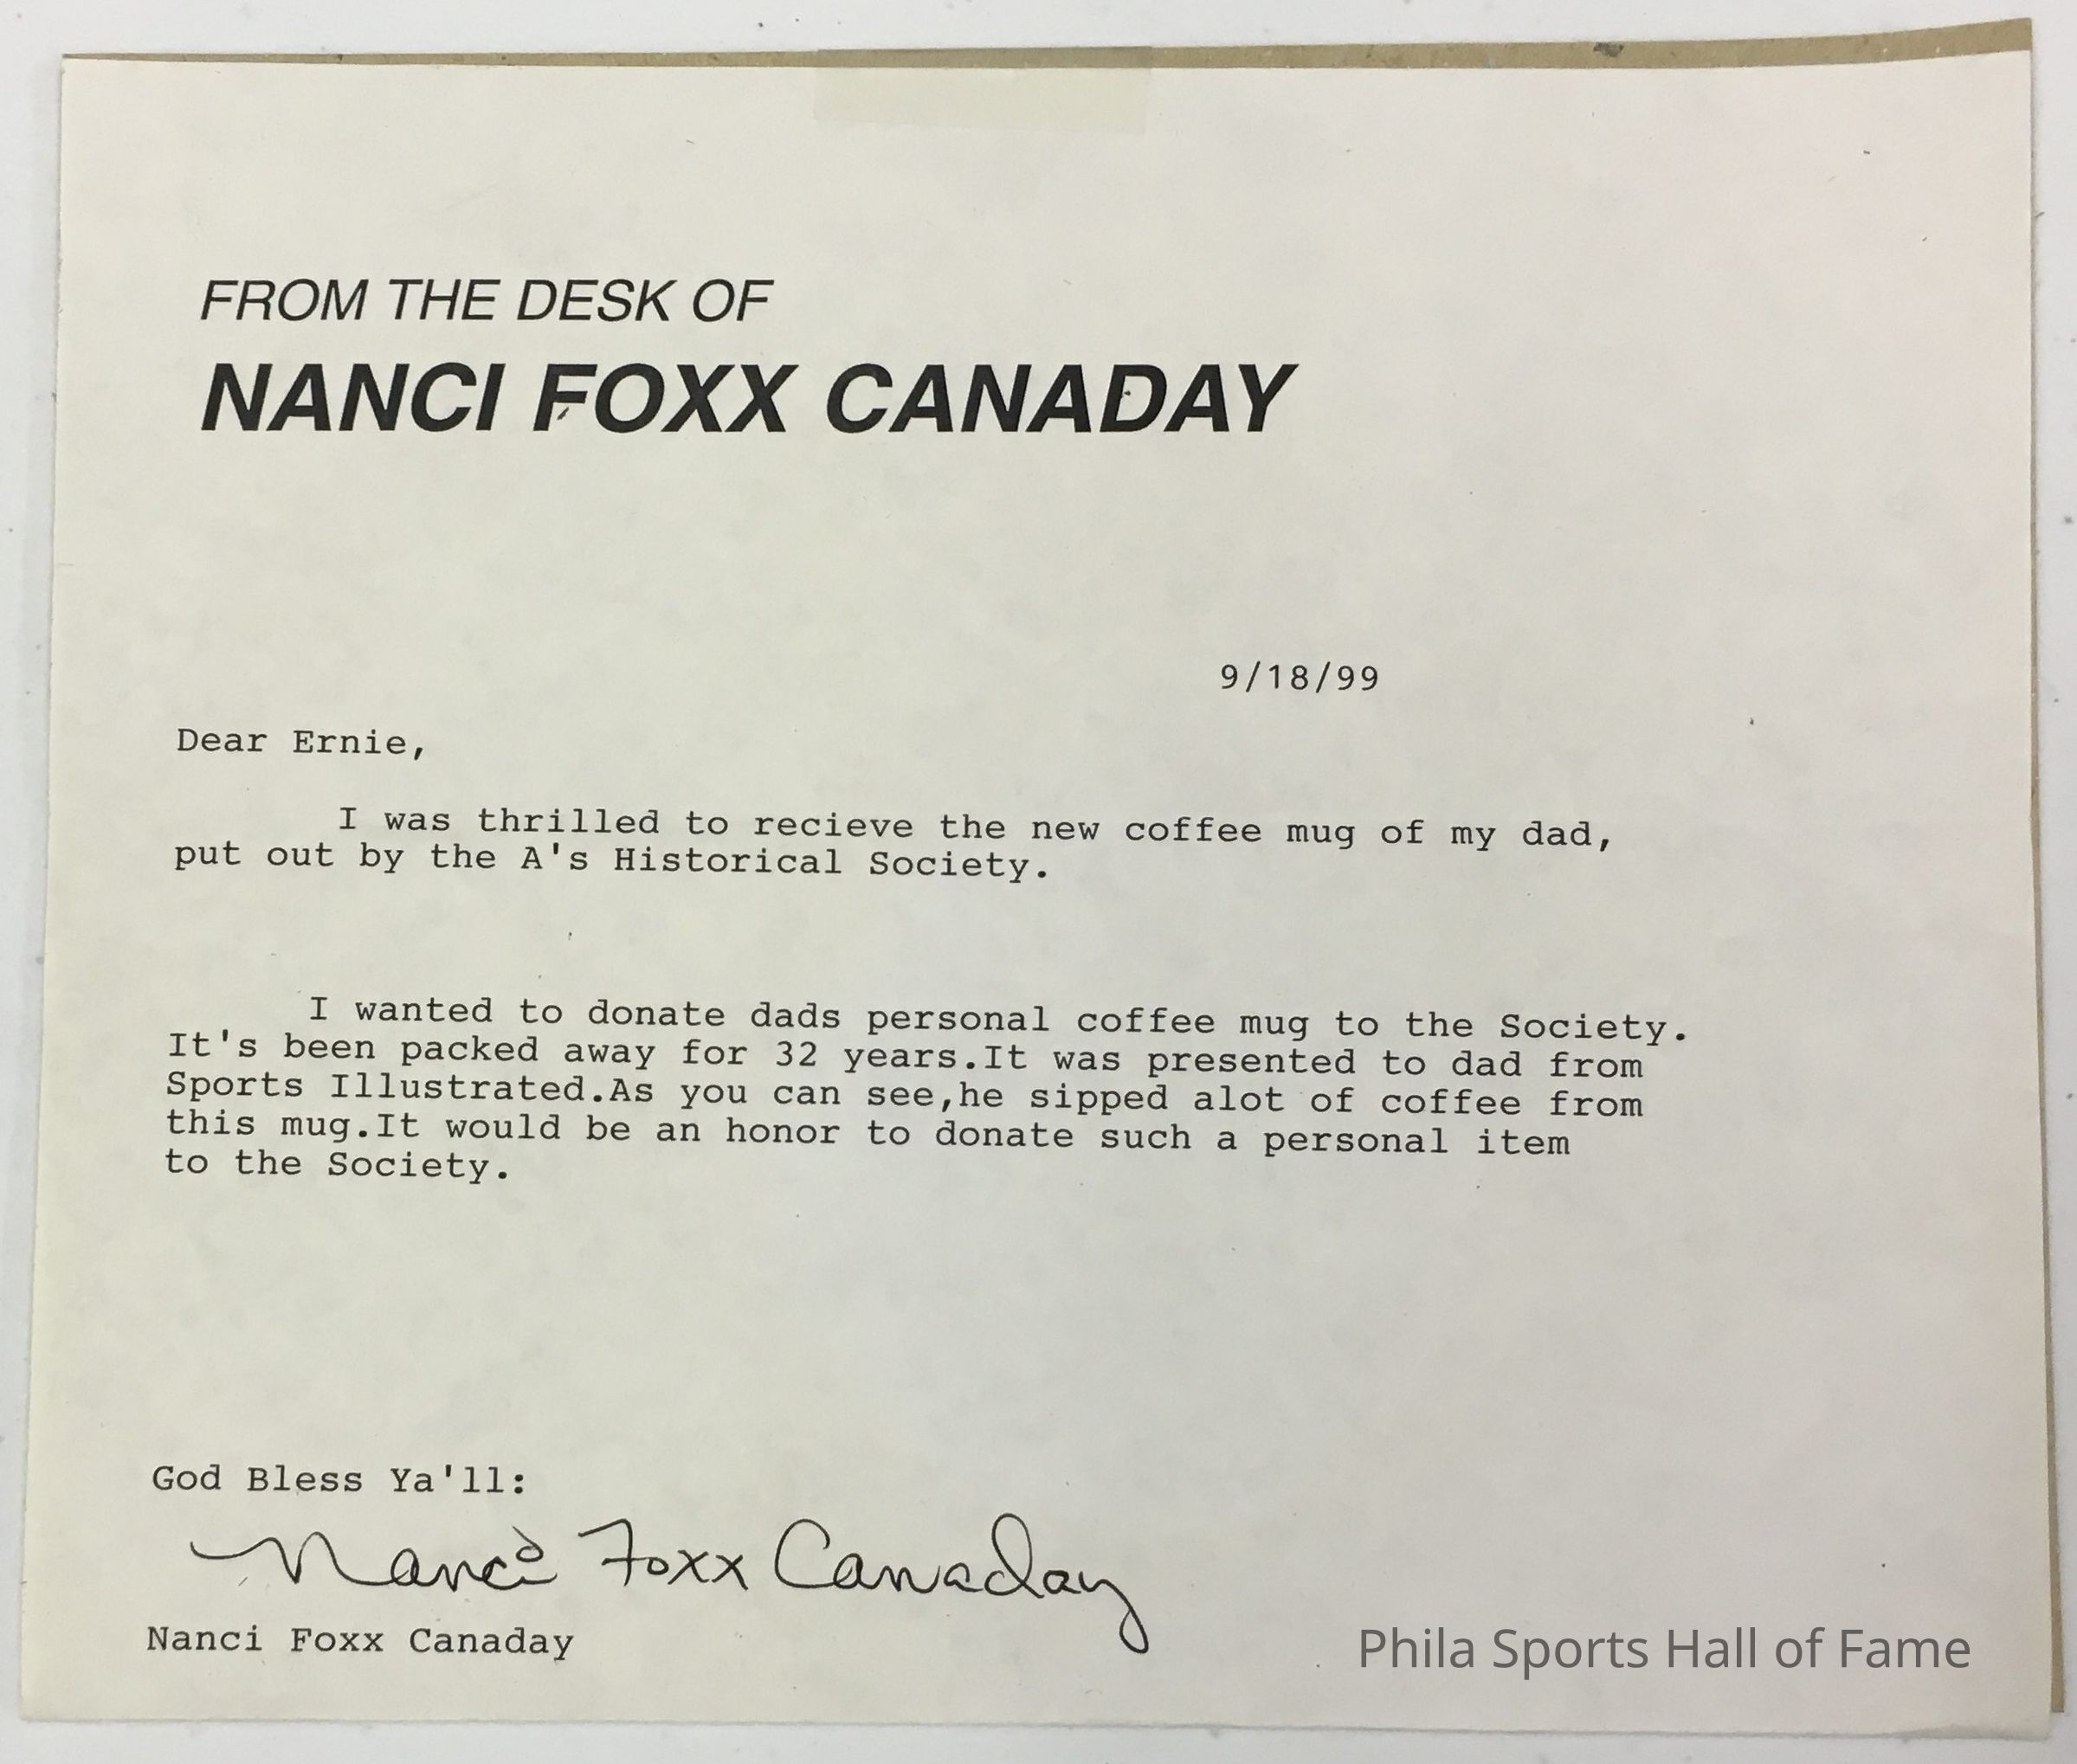 FROM THE DESK OF
NANCI FOXX CANADAY
9/18/99
Dear Ernie,
I was thrilled to recieve the new coffee mug of my dad,
put out by the A's Historical Society.
I wanted to donate dads personal coffee mug to the Society.
It's been packed away for 32 years.It was presented to dad from
Sports Illustrated.As you can see,he sipped alot of coffee from
this mug.It would be an honor to donate such a personal item
to the Society.
God Bless Ya'll:
Nanci Foxx Canaday
Nanci Foxx Canaday
Phila Sports Hall of Fame